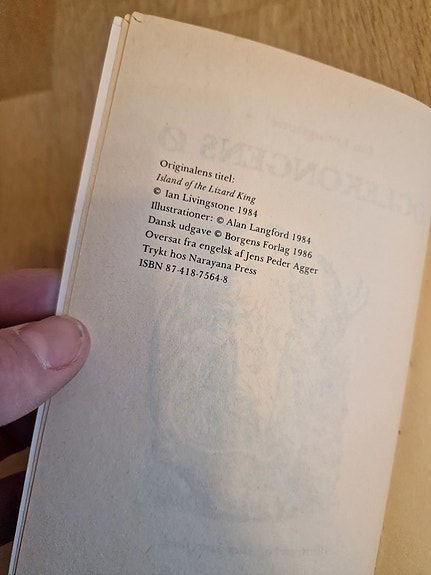 Originalens titel:
Island of the Lizard King
© Ian Livingstone 1984
Illustrationer: © Alan Langford 1984
Dansk udgave © Borgens Forlag 1986
Oversat fra engelsk af Jens Peder Agger
Trykt hos Narayana Press
ISBN 87-418-7564-8